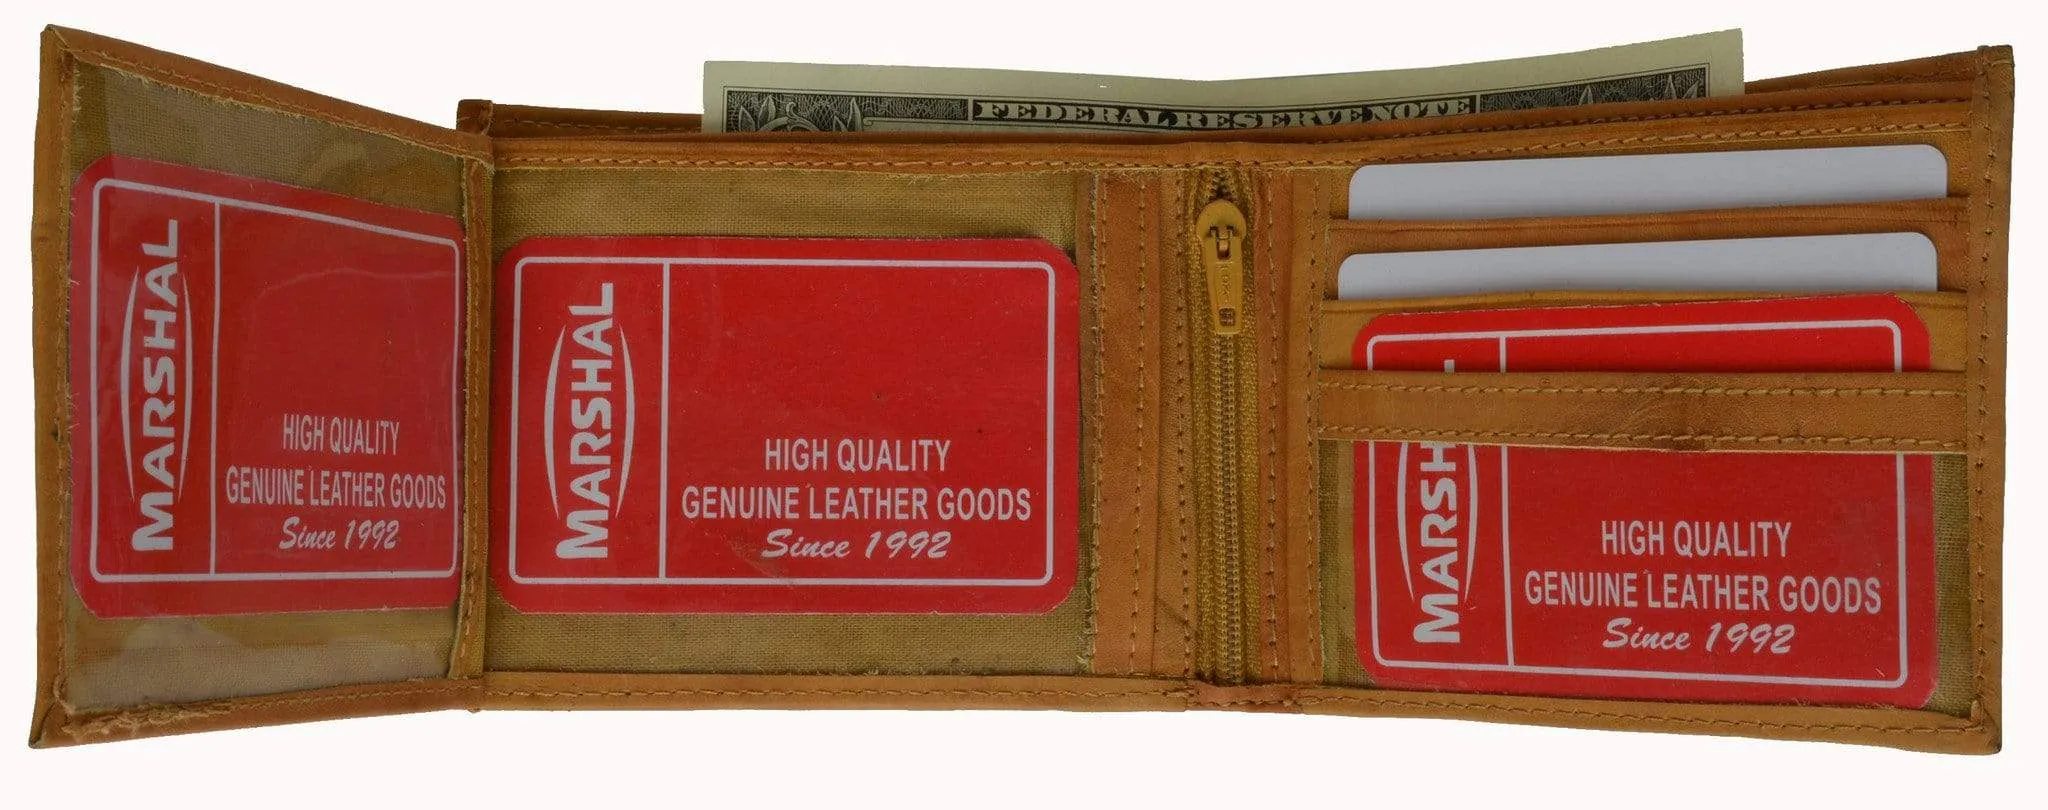 FEDERAL RESERVE NOTE
MARSHAL
HIGH QUALITY
GENUINE LEATHER GOODS
Since 1992
MARSHAL
HIGH QUALITY
GENUINE LEATHER GOODS
Since 1992
MARSH
HIGH QUALITY
GENUINE LEATHER GOODS
Since 1992